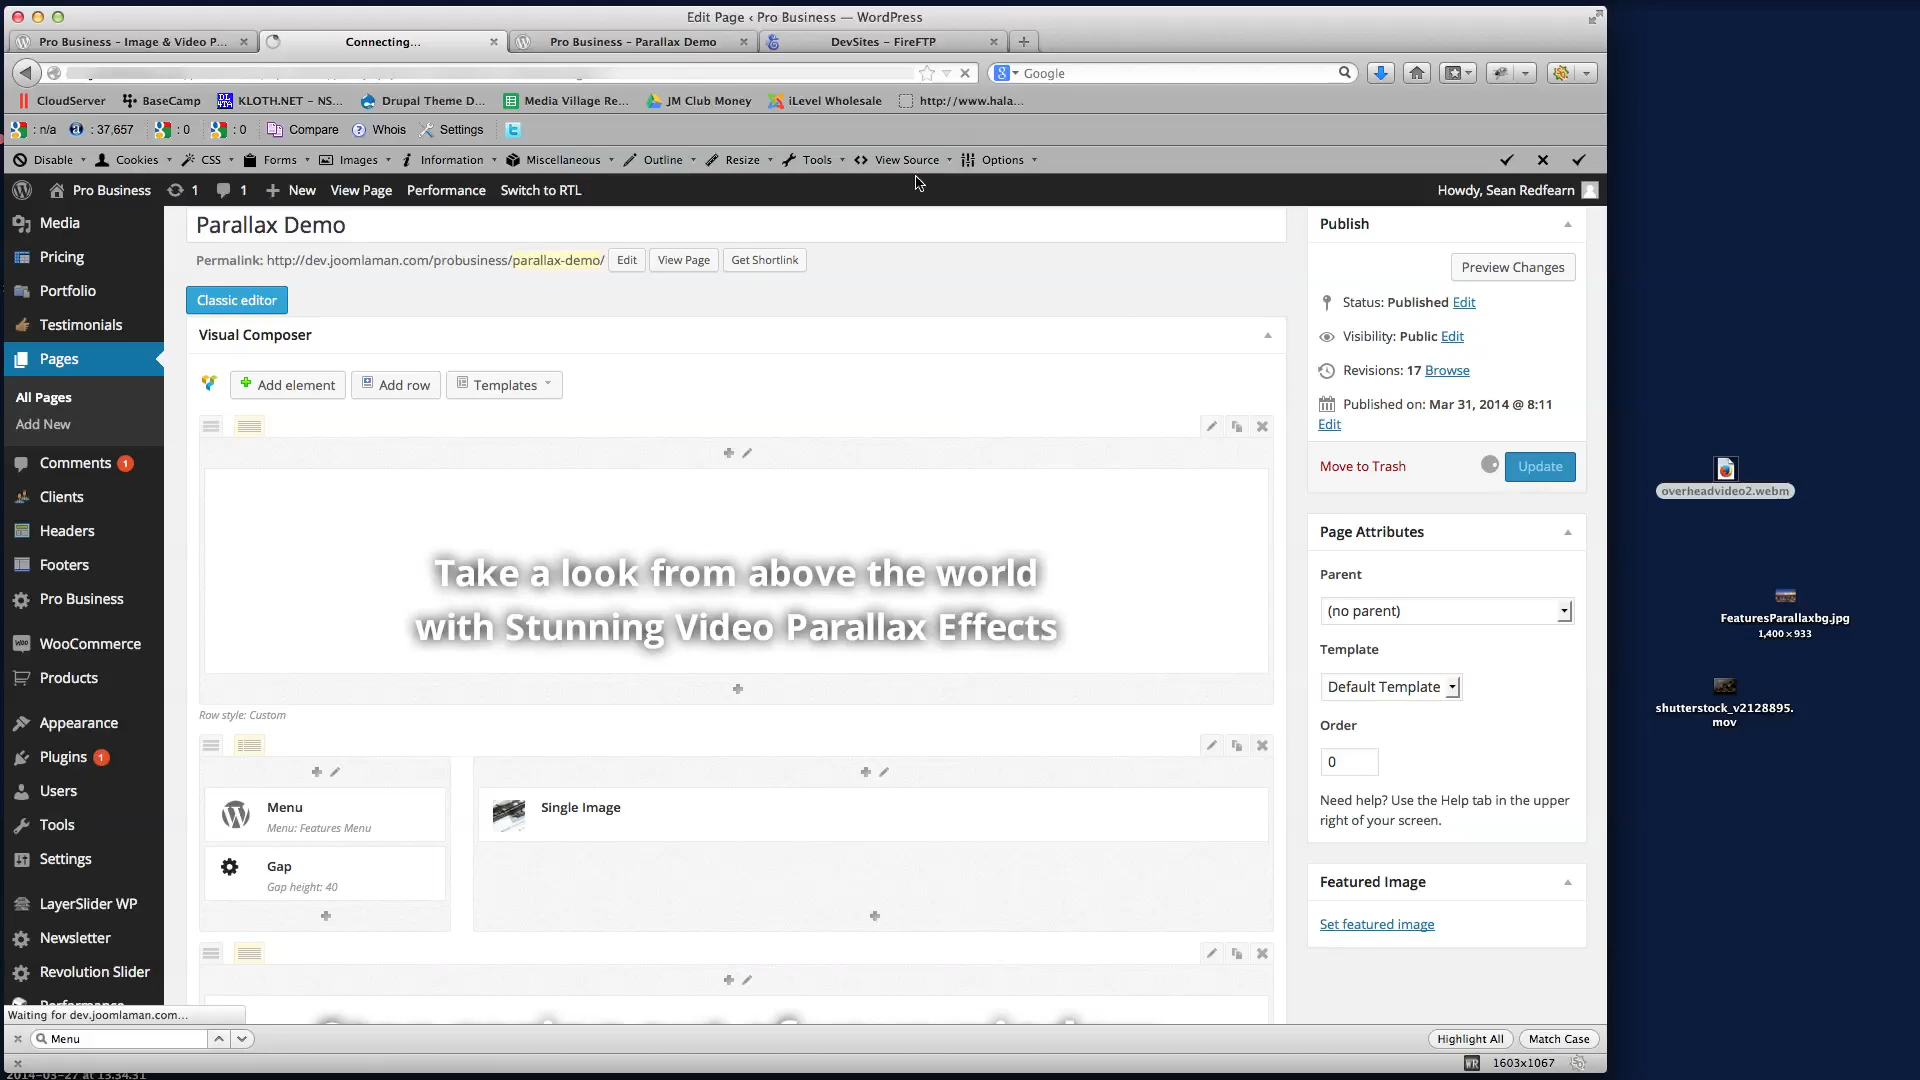 Edit Page ‹ Pro Business — WordPress
Pro Business - Image & Video P...
Connecting...
Pro Business - Parallax Demo
DevSites - FireFTP
Google
CloudServer
BaseCamp
KLOTH.NET - NS...
Drupal Theme D...
Media Village Re...
JM Club Money
iLevel Wholesale
http://www.hala...
: n/a
: 37,657
: 0
: 0
Compare
Whois
Settings
Disable
Cookies
CSS
Forms
Images
Information
Miscellaneous
Outline
Resize
Tools
View Source
Options
Pro Business
1
1
New
View Page
Performance
Switch to RTL
Howdy, Sean Redfearn
Media
Pricing
Portfolio
Testimonials
Pages
All Pages
Add New
Comments 1
Clients
Headers
Footers
Pro Business
WooCommerce
Products
Appearance
Plugins 1
Users
Tools
Settings
LayerSlider WP
Newsletter
Revolution Slider
Performance
Parallax Demo
Permalink: http://dev.joomlaman.com/probusiness/parallax-demo/ Edit View Page Get Shortlink
Classic editor
Visual Composer
Add element
Add row
Templates
Take a look from above the world
with Stunning Video Parallax Effects
Row style: Custom
Menu
Menu: Features Menu
Gap
Gap height: 40
Single Image
Publish
Preview Changes
Status: Published Edit
Visibility: Public Edit
Revisions: 17 Browse
Published on: Mar 31, 2014 @ 8:11
Edit
Move to Trash
Update
Page Attributes
Parent
(no parent)
Template
Default Template
Order
0
Need help? Use the Help tab in the upper
right of your screen.
Featured Image
Set featured image
overheadvideo2.webm
FeaturesParallaxbg.jpg
1,400 × 933
shutterstock_v2128895.
mov
Waiting for dev.joomlaman.com...
Menu
Highlight All
Match Case
1603x1067
2014-03-27 at 13.34.31